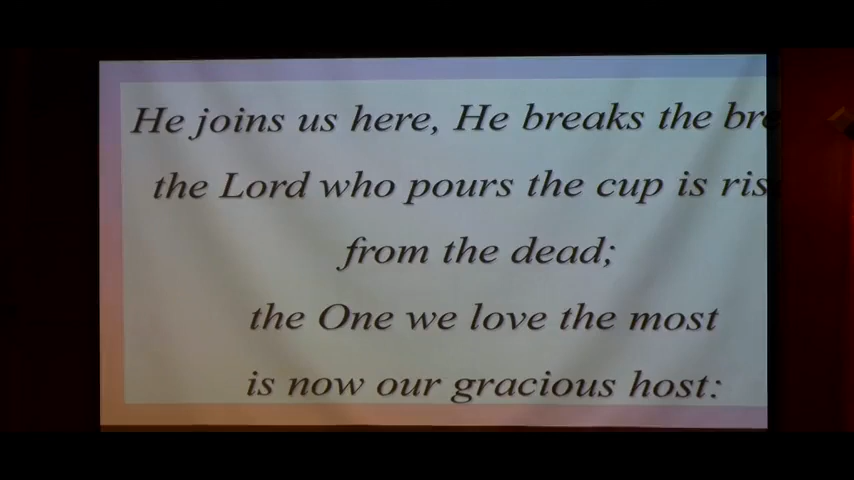 He joins us here, He breaks the
the Lord who pours the cup is
from the dead;
the One we love the most
is now our gracious host: